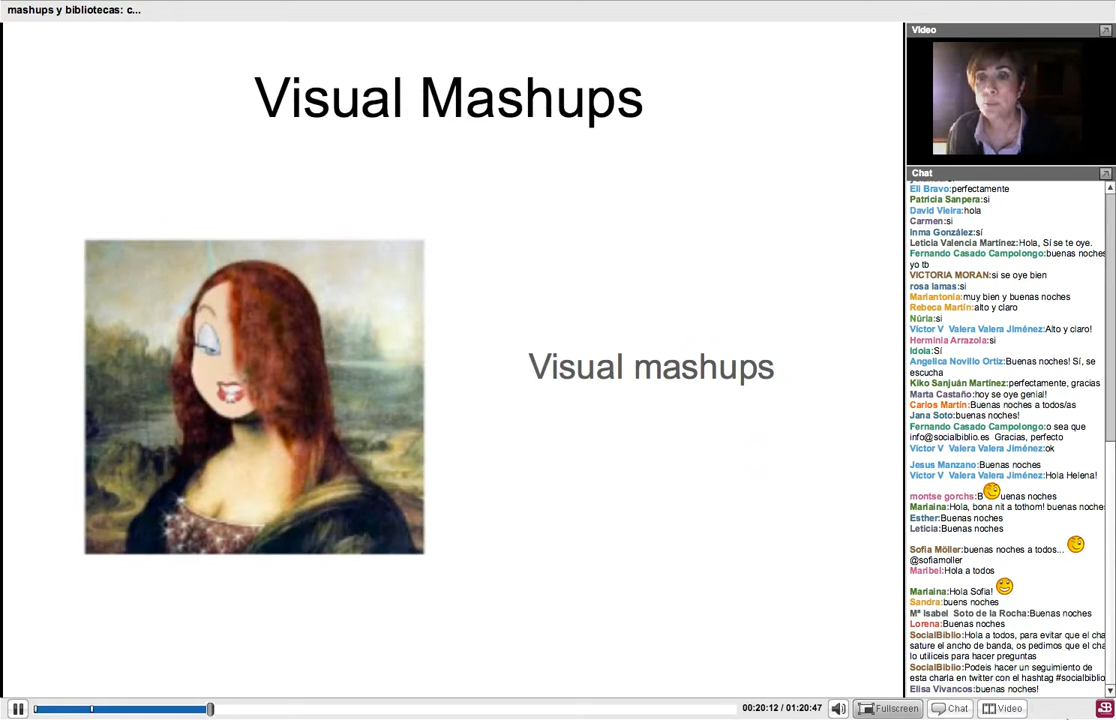 mashups y bibliotecas: c...
Visual Mashups
Visual mashups
Video
Chat
Eli Bravo:perfectamente
Patricia Sanpera:si
David Vieira:hola
Carmen:si
Inma González:sí
Leticia Valencia Martínez:Hola, Sí se te oye.
Fernando Casado Campolongo:buenas noches
yo tb
VICTORIA MORAN:si se oye bien
rosa lamas:si
Mariantonia:muy bien y buenas noches
Rebeca Martín:alto y claro
Núria:si
Víctor V Valera Valera Jiménez:Alto y claro!
Herminia Arrazola:si
Idoia:Sí
Angelica Novillo Ortiz:Buenas noches! Sí, se
escucha
Kiko Sanjuán Martínez:perfectamente, gracias
Marta Castaño:hoy se oye genial!
Carlos Martín:Buenas noches a todos/as
Jana Soto:buenas noches!
Fernando Casado Campolongo:o sea que
info@socialbiblio.es Gracias, perfecto
Víctor V Valera Valera Jiménez:ok
Jesus Manzano:Buenas noches
Víctor V Valera Valera Jiménez:Hola Helena!
montse gorchs:B uenas noches
Mariaina:Hola, bona nit a tothom! buenas noche
Esther:Buenas noches
Leticia:Buenas noches
Sofia Möller:buenas noches a todos...
@sofiamoller
Maribel:Hola a todos
Mariaina:Hola Sofia!
Sandra:buens noches
Mª Isabel Soto de la Rocha:Buenas noches
Lorena:Buenas noches
SocialBiblio:Hola a todos, para evitar que el cha
sature el ancho de banda, os pedimos que el cha
lo utiliceis para hacer preguntas
SocialBiblio:Podeis hacer un seguimiento de
esta charla en twitter con el hashtag #socialbiblio
Elisa Vivancos:buenas noches!
00:20:12 / 01:20:47
Fullscreen
Chat
Video
SB